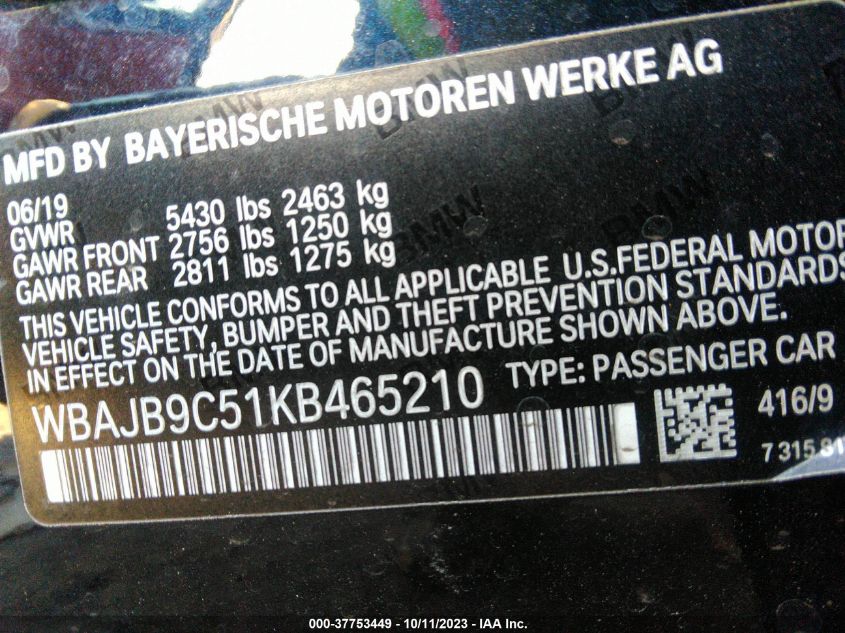 MFD BY BAYERISCHE MOTOREN WERKE AG
06/19
GVWR 5430 lbs 2463 kg
GAWR FRONT 2756 lbs 1250 kg
GAWR REAR 2811 lbs 1275 kg
THIS VEHICLE CONFORMS TO ALL APPLICABLE U.S.FEDERAL MOTOR
VEHICLE SAFETY, BUMPER AND THEFT PREVENTION STANDARDS
IN EFFECT ON THE DATE OF MANUFACTURE SHOWN ABOVE.
WBAJB9C51KB465210 TYPE: PASSENGER CAR
416/9
7 315
000-37753449 - 10/11/2023 - IAA Inc.